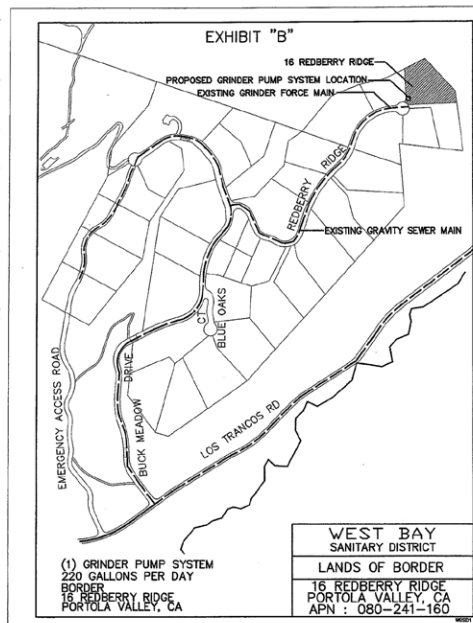 EXHIBIT "B"
16 REDBERRY RIDGE
PROPOSED GRINDER PUMP SYSTEM LOCATION
EXISTING GRINDER FORCE MAIN
REDBERRY RIDGE
EXISTING GRAVITY SEWER MAIN
BLUE OAKS CT
EMERGENCY ACCESS ROAD
BUCK MEADOW DRIVE
LOS TRANCOS RD
(1) GRINDER PUMP SYSTEM
220 GALLONS PER DAY
BORDER
16 REDBERRY RIDGE
PORTOLA VALLEY, CA
WEST BAY
SANITARY DISTRICT
LANDS OF BORDER
16 REDBERRY RIDGE
PORTOLA VALLEY, CA
APN : 080-241-160